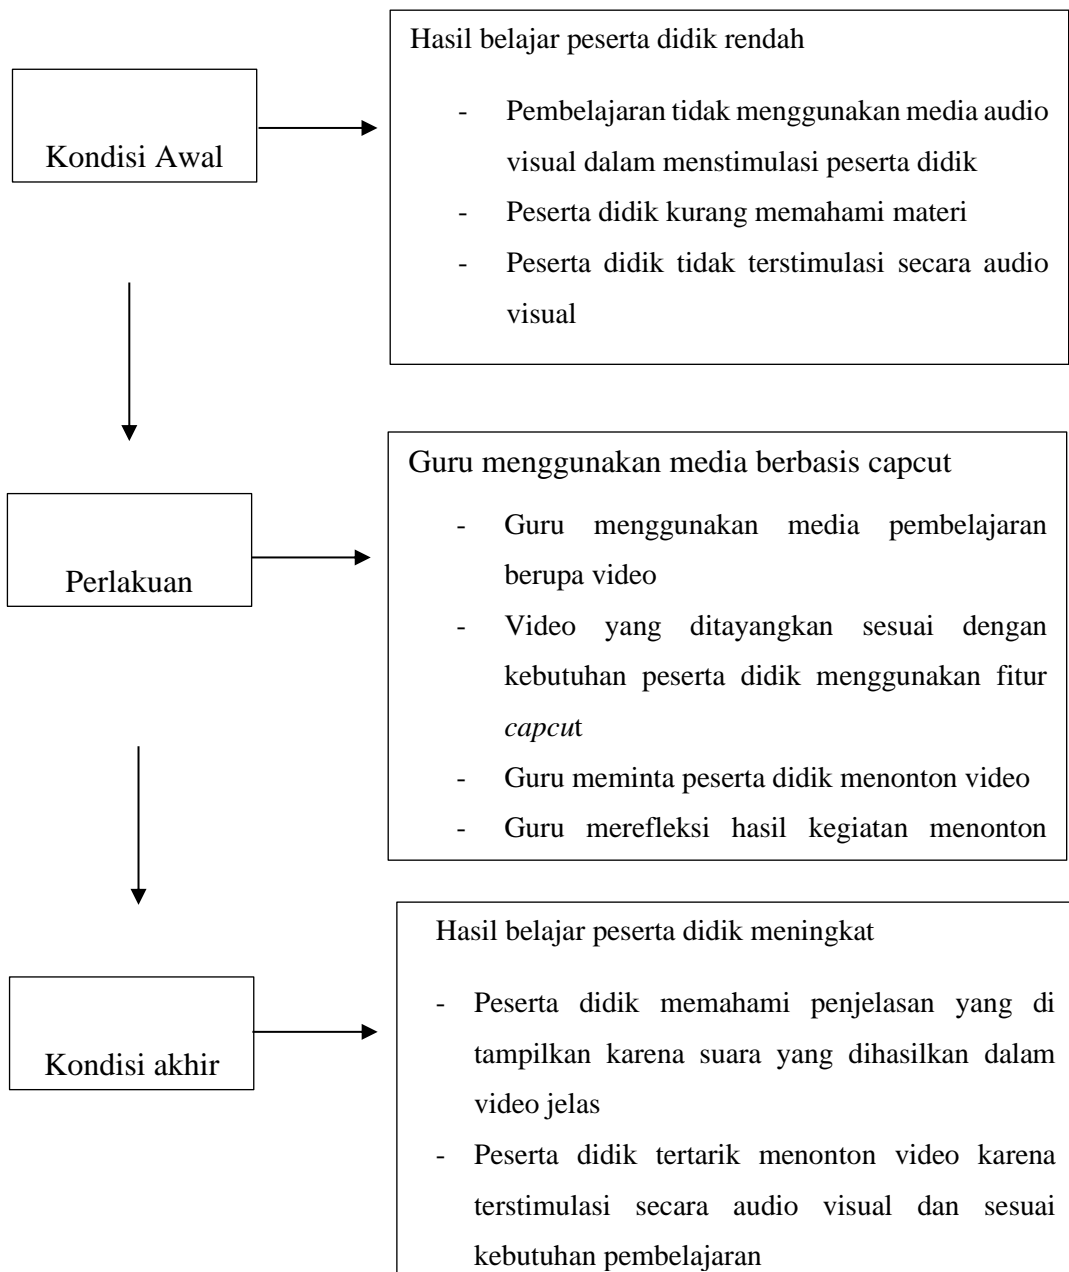 Hasil belajar peserta didik rendah
Kondisi Awal
- Pembelajaran tidak menggunakan media audio
visual dalam menstimulasi peserta didik
- Peserta didik kurang memahami materi
- Peserta didik tidak terstimulasi secara audio
visual
Perlakuan
Guru menggunakan media berbasis capcut
- Guru menggunakan media pembelajaran
berupa video
- Video yang ditayangkan sesuai dengan
kebutuhan peserta didik menggunakan fitur
capcut
- Guru meminta peserta didik menonton video
- Guru merefleksi hasil kegiatan menonton
Kondisi akhir
Hasil belajar peserta didik meningkat
- Peserta didik memahami penjelasan yang di
tampilkan karena suara yang dihasilkan dalam
video jelas
- Peserta didik tertarik menonton video karena
terstimulasi secara audio visual dan sesuai
kebutuhan pembelajaran